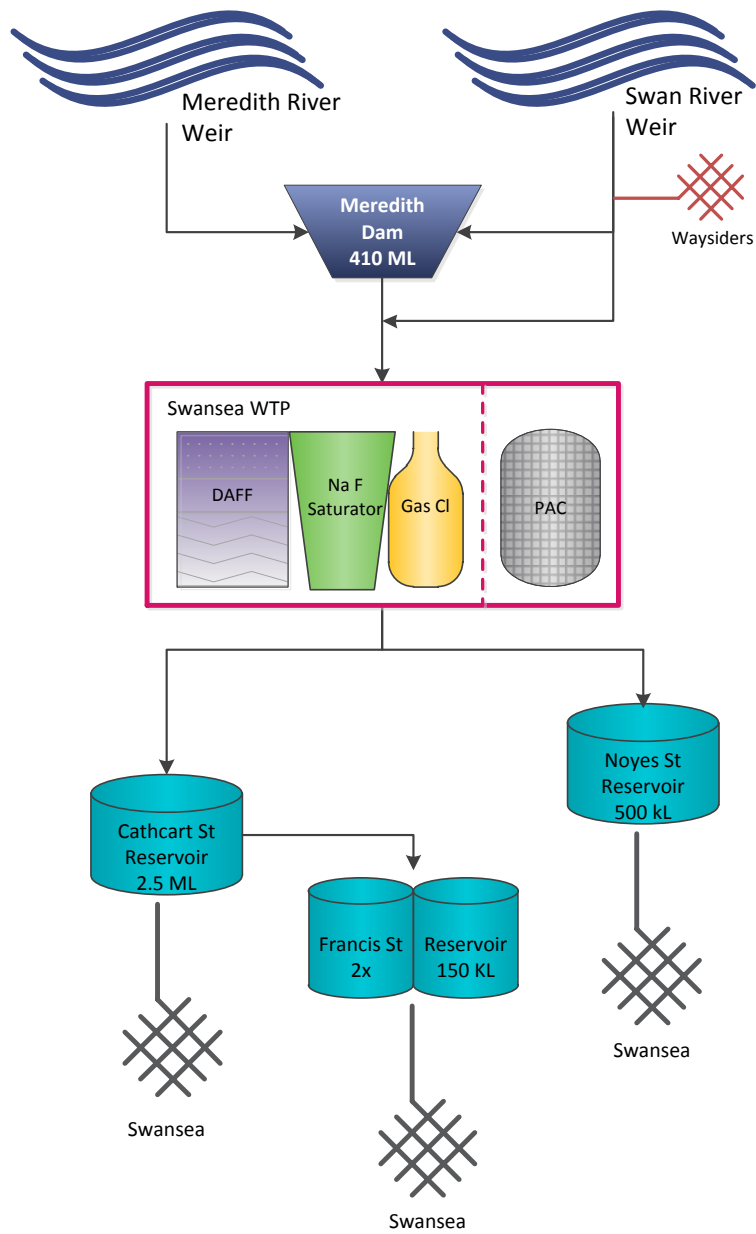 Meredith River
Weir
Swan River
Weir
Meredith
Dam
410 ML
Waysiders
Swansea WTP
DAFF
Na F
Saturator
Gas Cl
PAC
Noyes St
Reservoir
500 kL
Cathcart St
Reservoir
2.5 ML
Francis St
2x
Reservoir
150 KL
Swansea
Swansea
Swansea